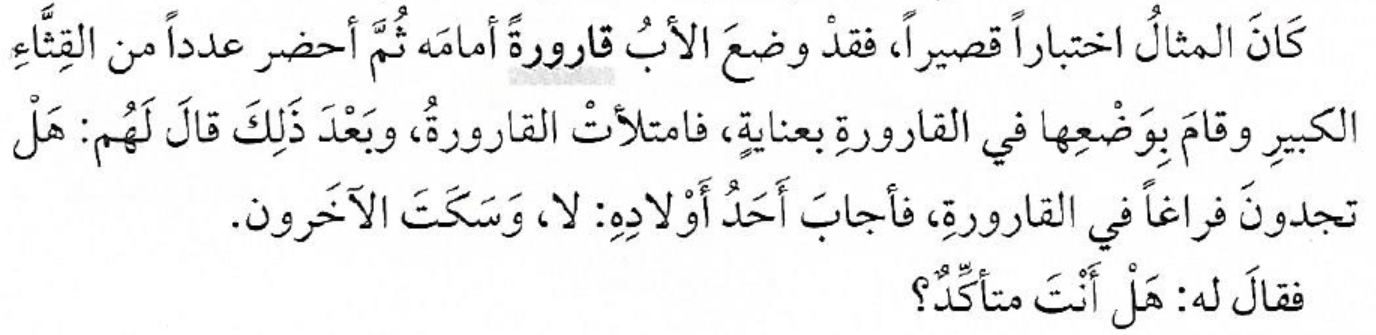 كَانَ المثالُ اختباراً قصيراً، فقدْ وضعَ الأبُ قارورةً أمامَه ثُمَّ أحضر عدداً من القِثَّاءِ
الكبيرِ وقامَ بِوَضْعِها في القارورةِ بعنايةٍ، فامتلأتْ القارورةُ، وبَعْدَ ذَلِكَ قالَ لَهُم: هَلْ
تجدونَ فراغاً في القارورةِ، فأجابَ أَحَدُ أَوْلادِهِ: لا، وَسَكَتَ الآخَرون.
فقالَ له: هَلْ أَنْتَ متأكِّدٌ؟